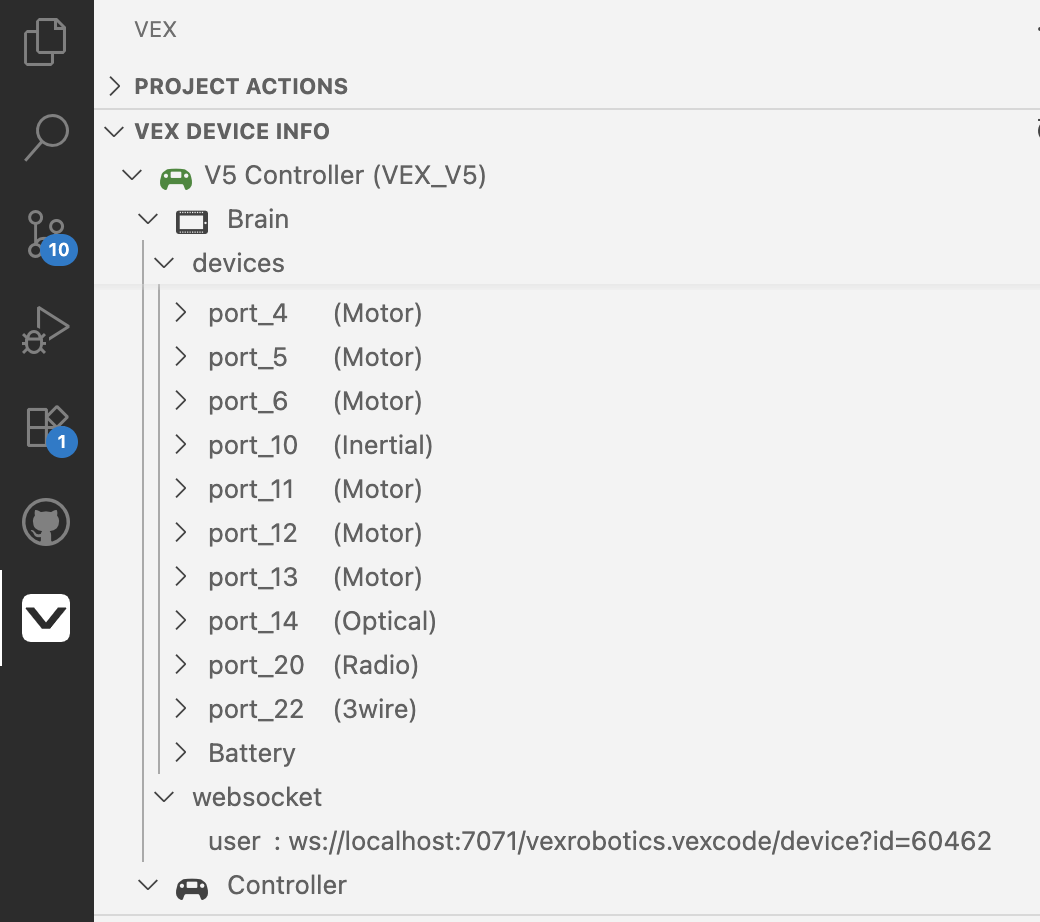 VEX
PROJECT ACTIONS
VEX DEVICE INFO
V5 Controller (VEX_V5)
Brain
devices
port_4 (Motor)
port_5 (Motor)
port_6 (Motor)
10
port_10 (Inertial)
1
port_11 (Motor)
port_12 (Motor)
port_13 (Motor)
port_14 (Optical)
port_20 (Radio)
port_22 (3wire)
Battery
websocket
user : ws://localhost:7071/vexrobotics.vexcode/device?id=60462
Controller